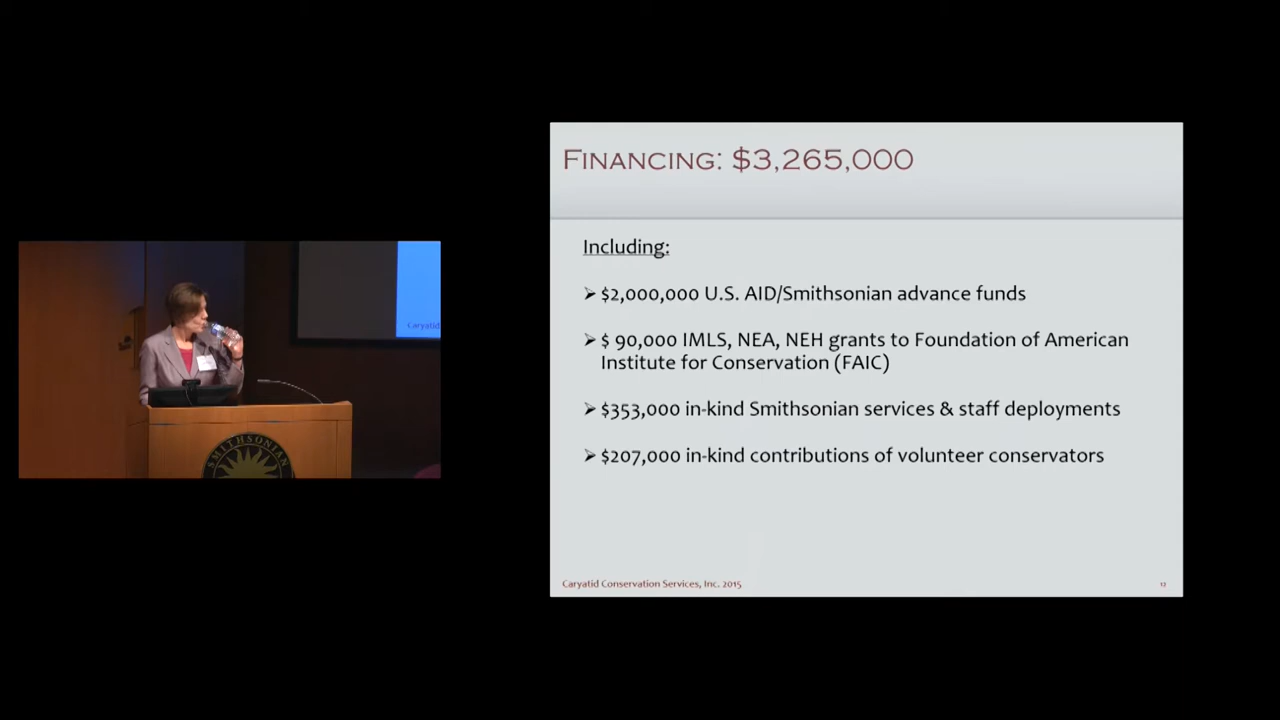 FINANCING: $3,265,000
Including:
➢ $2,000,000 U.S. AID/Smithsonian advance funds
➢ $ 90,000 IMLS, NEA, NEH grants to Foundation of American
Institute for Conservation (FAIC)
➢ $353,000 in-kind Smithsonian services & staff deployments
➢ $207,000 in-kind contributions of volunteer conservators
Caryatid Conservation Services, Inc. 2015
Caryatid
SMITHSONIAN